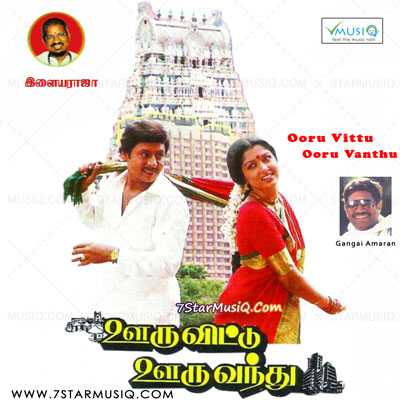 VMUSIQ
feel the music rush
இளையராஜா
Ooru Vittu
Ooru Vanthu
Gangai Amaran
7StarMusiQ.Com
ஊருவிட்டு
ஊருவந்து
WWW.7STARMUSIQ.COM